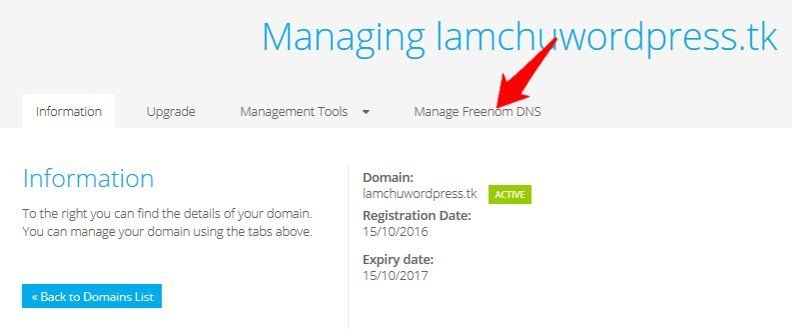 Managing lamchuwordpress.tk
Information Upgrade Management Tools Manage Freenom DNS
Information
To the right you can find the details of your domain.
You can manage your domain using the tabs above.
« Back to Domains List
Domain:
lamchuwordpress.tk ACTIVE
Registration Date:
15/10/2016
Expiry date:
15/10/2017